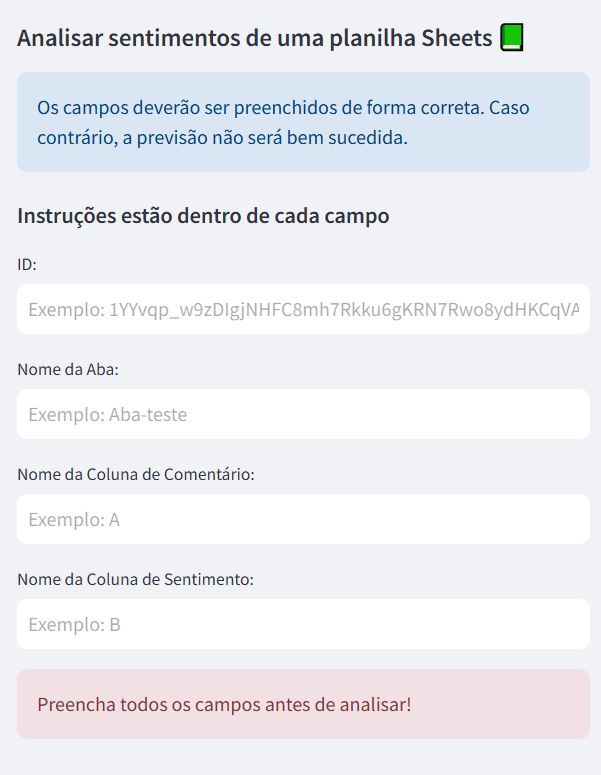 Analisar sentimentos de uma planilha Sheets
Os campos deverão ser preenchidos de forma correta. Caso
contrário, a previsão não será bem sucedida.
Instruções estão dentro de cada campo
ID:
Exemplo: 1YYvqp_w9zDIgjNHFC8mh7Rkku6gKRN7Rwo8ydHKCqVA
Nome da Aba:
Exemplo: Aba-teste
Nome da Coluna de Comentário:
Exemplo: A
Nome da Coluna de Sentimento:
Exemplo: B
Preencha todos os campos antes de analisar!